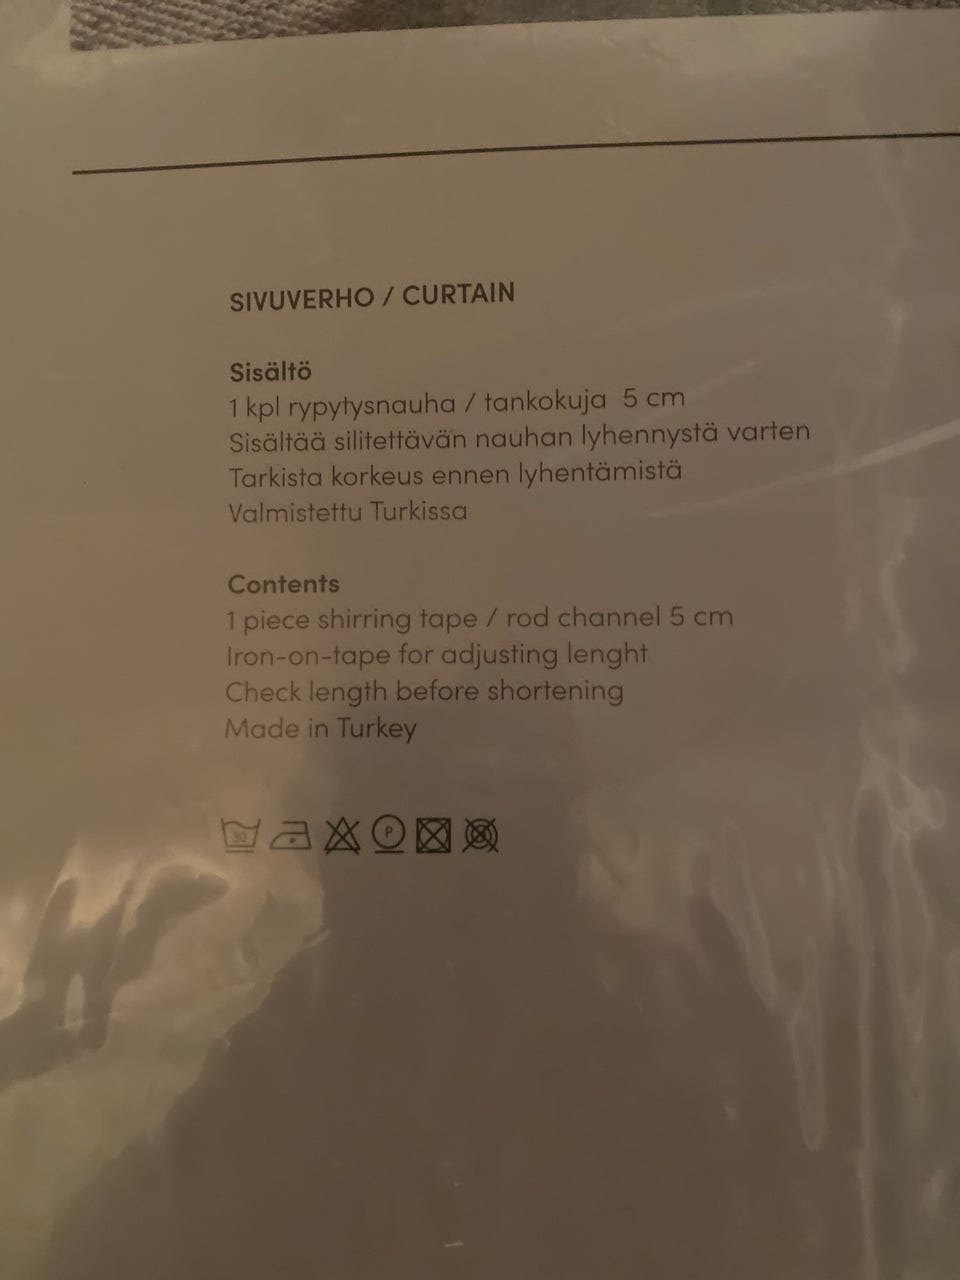 SIVUVERHO / CURTAIN
Sisältö
1 kpl rypytysnauha / tankokuja 5 cm
Sisältää silitettävän nauhan lyhennystä varten
Tarkista korkeus ennen lyhentämistä
Valmistettu Turkissa
Contents
1 piece shirring tape / rod channel 5 cm
Iron-on-tape for adjusting lenght
Check length before shortening
Made in Turkey
30 P